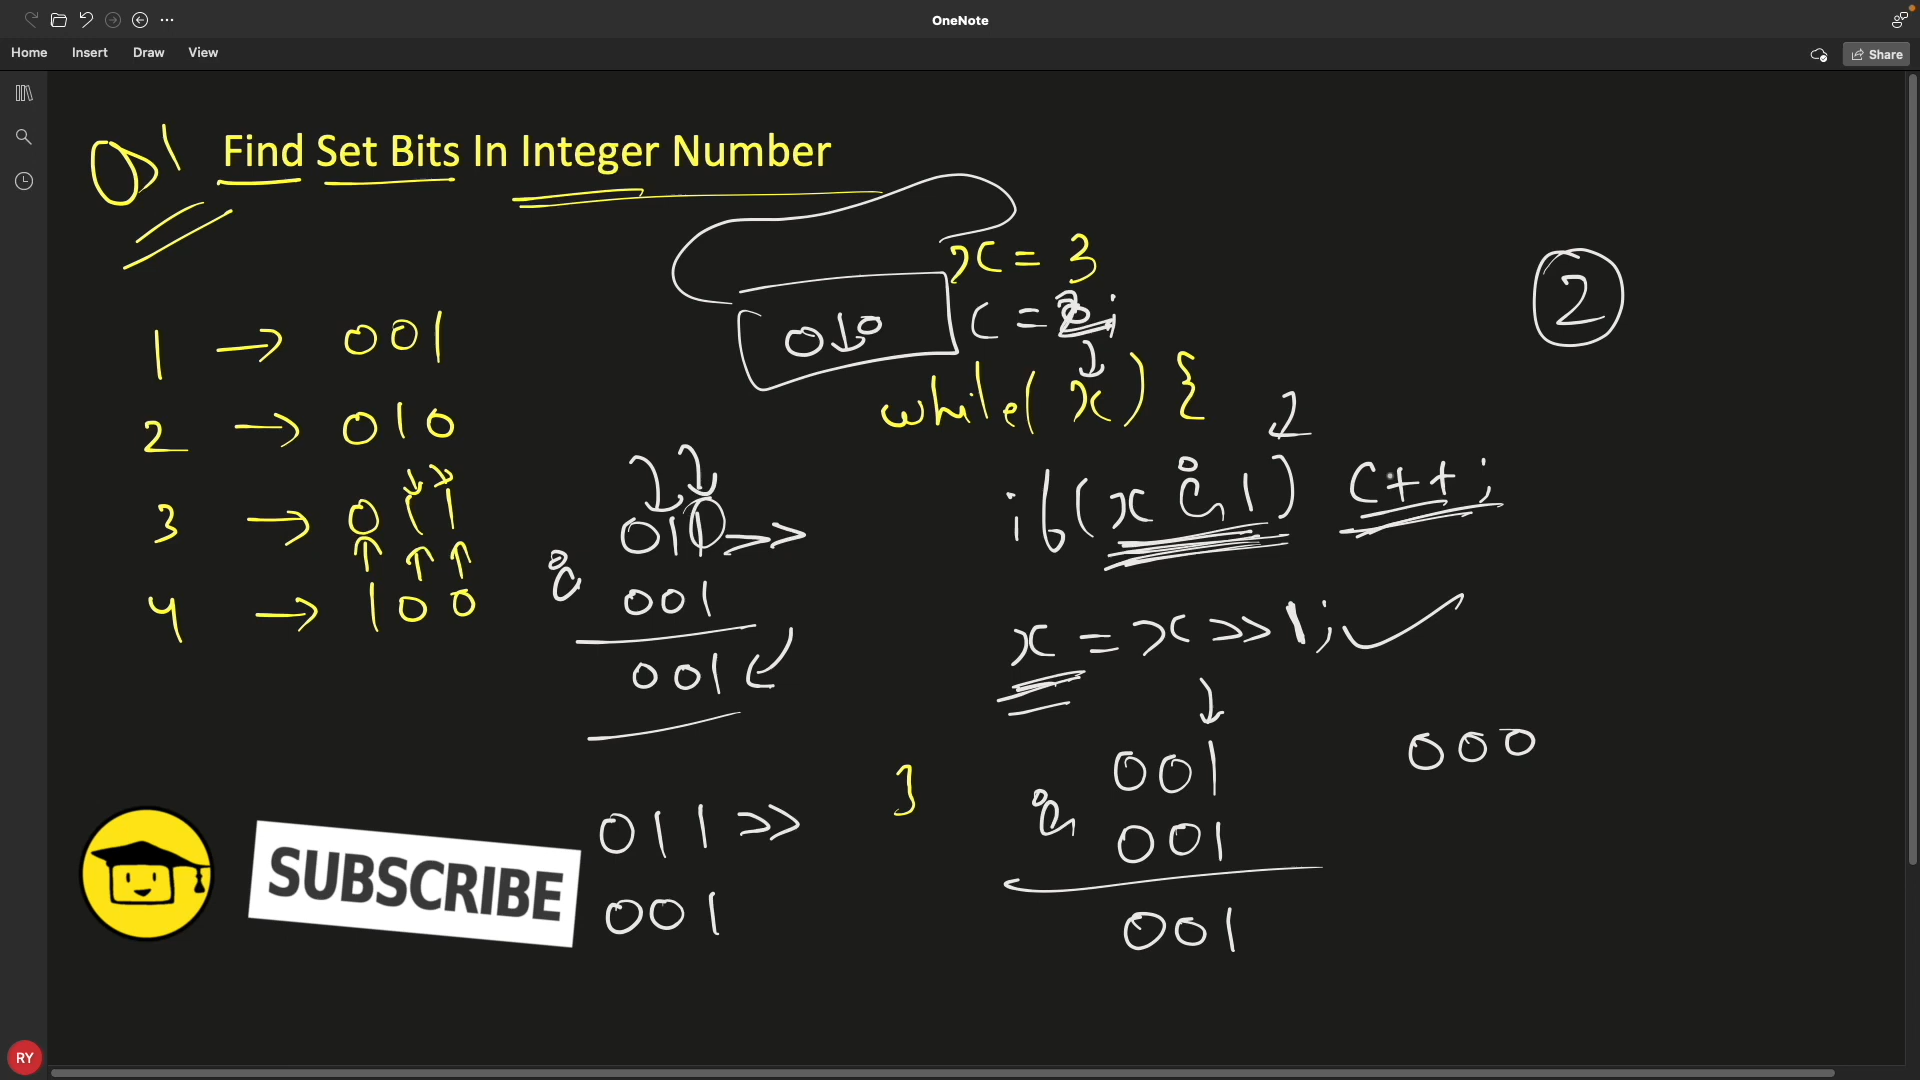 OneNote
Home Insert Draw View
Share
Q1 Find Set Bits In Integer Number
x = 3
010 c =
2
1 → 001
while( x ) {
2 → 010
2
if( x & 1 ) c++;
3 → 011
011 >>
& 001
4 → 100
x = x >> 1;
001
001
000
}
011 >>
& 001
001
001
SUBSCRIBE
RY